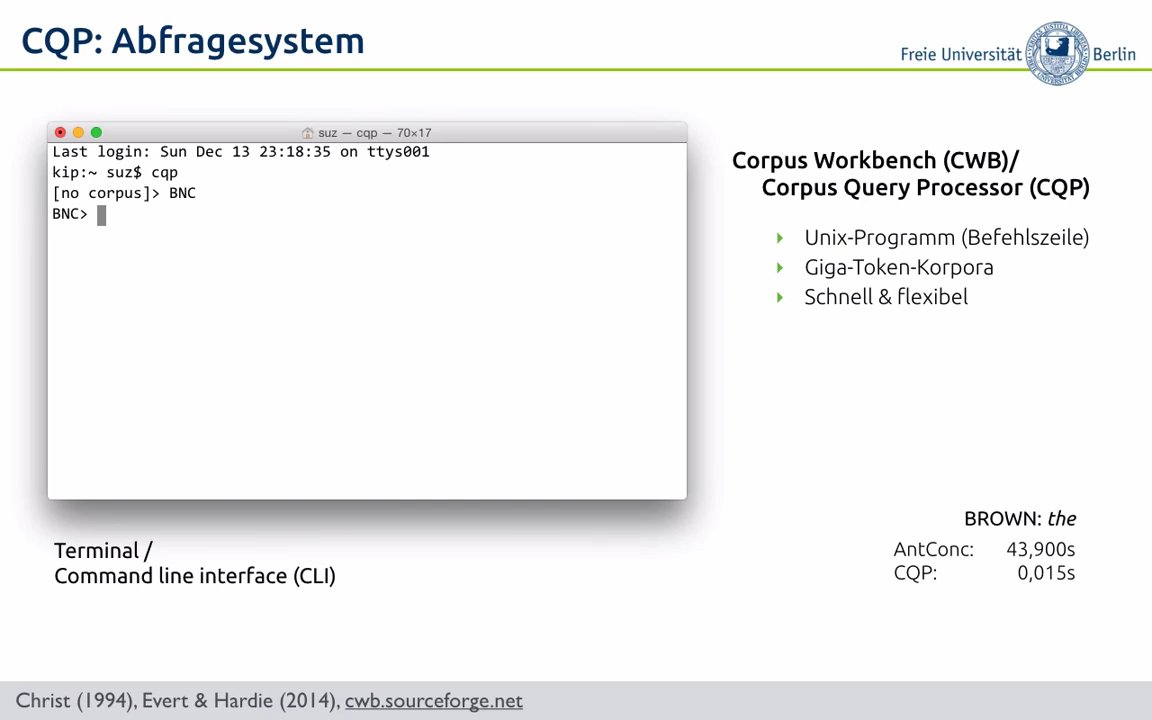 CQP: Abfragesystem
Freie Universität Berlin
suz — cqp — 70×17
Last login: Sun Dec 13 23:18:35 on ttys001
kip:~ suz$ cqp
[no corpus]> BNC
BNC>
Corpus Workbench (CWB)/
Corpus Query Processor (CQP)
Unix-Programm (Befehlszeile)
Giga-Token-Korpora
Schnell & flexibel
BROWN: the
AntConc: 43,900s
CQP: 0,015s
Terminal /
Command line interface (CLI)
Christ (1994), Evert & Hardie (2014), cwb.sourceforge.net